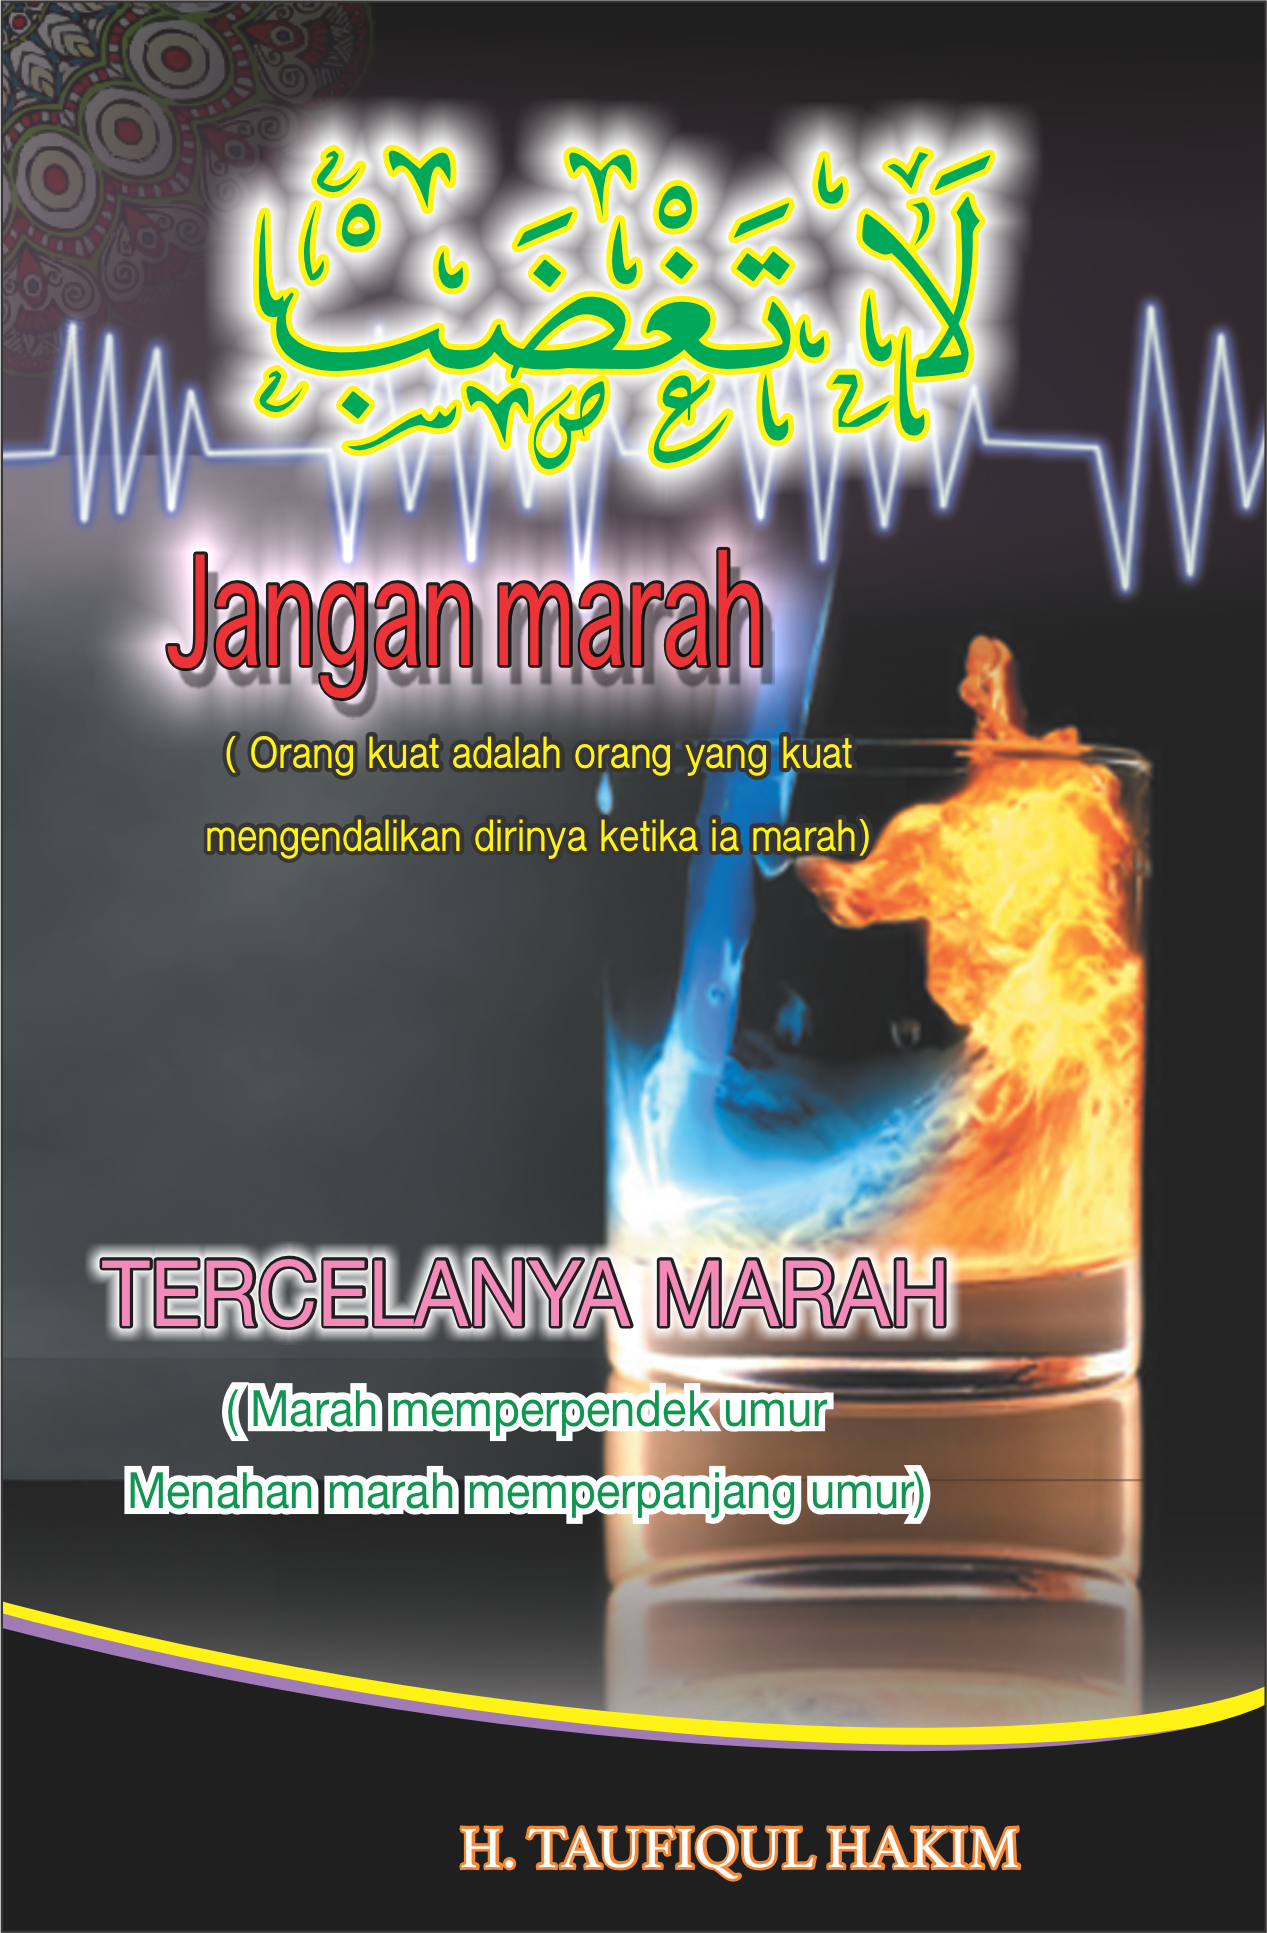 لَا تَغْضَبْ
Jangan marah
( Orang kuat adalah orang yang kuat
mengendalikan dirinya ketika ia marah)
TERCELANYA MARAH
( Marah memperpendek umur
Menahan marah memperpanjang umur)
H. TAUFIQUL HAKIM